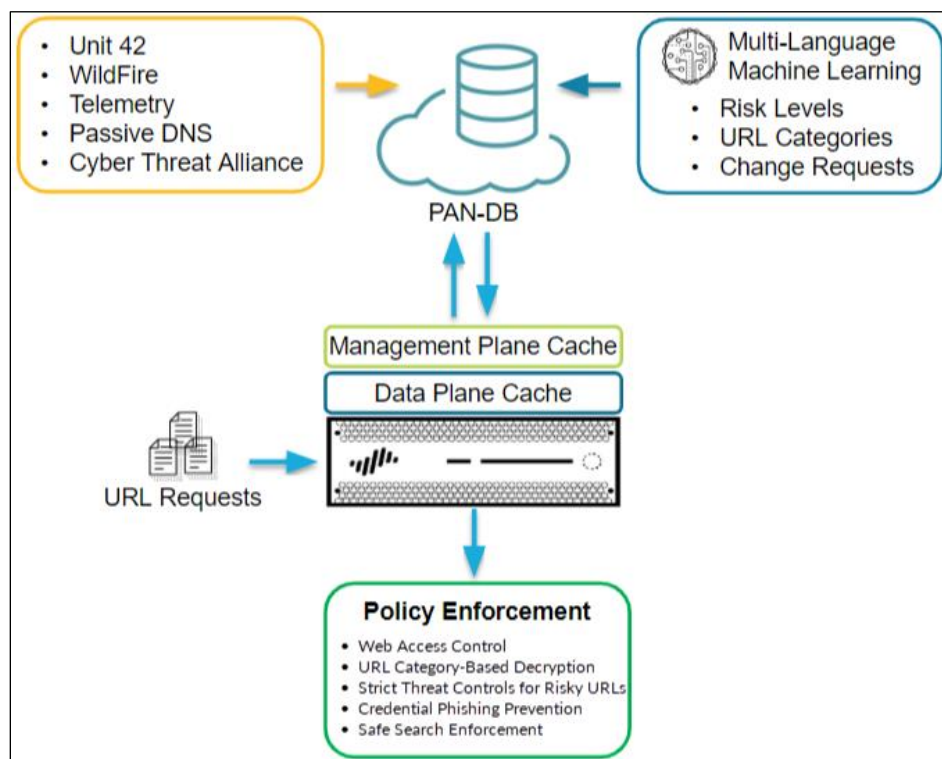 Unit 42
WildFire
Telemetry
Passive DNS
Cyber Threat Alliance
Multi-Language
Machine Learning
Risk Levels
URL Categories
Change Requests
PAN-DB
Management Plane Cache
Data Plane Cache
URL Requests
Policy Enforcement
Web Access Control
URL Category-Based Decryption
Strict Threat Controls for Risky URLs
Credential Phishing Prevention
Safe Search Enforcement